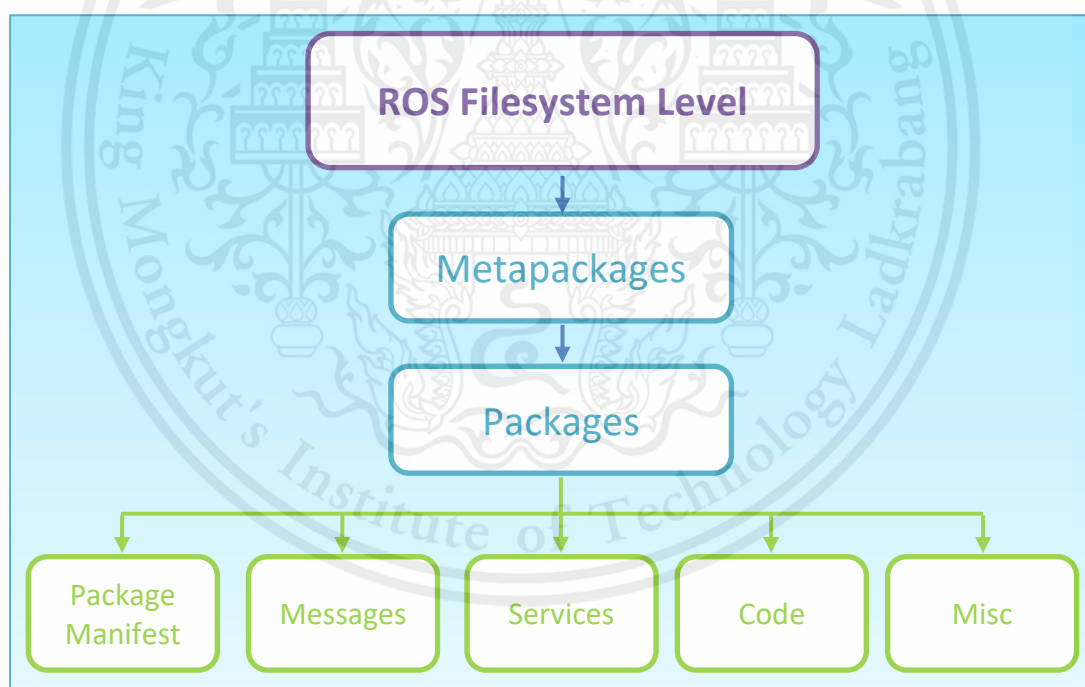 ROS Filesystem Level
Metapackages
Packages
Package
Manifest
Messages
Services
Code
Misc
King Mongkut's Institute of Technology Ladkrabang